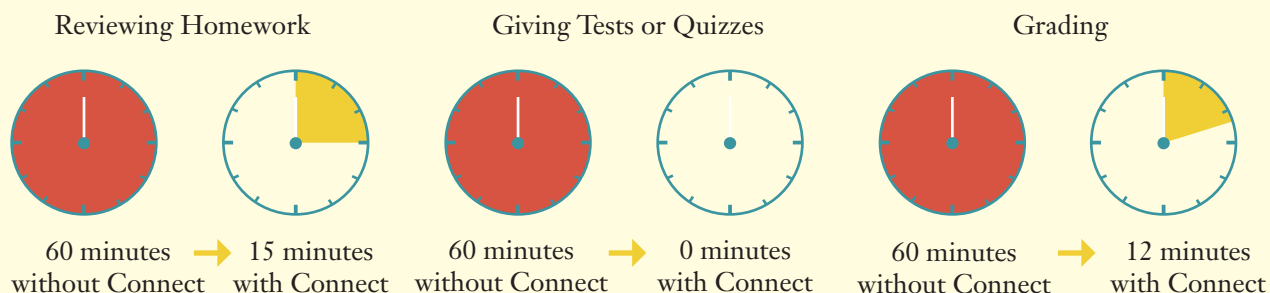 Reviewing Homework
60 minutes
without Connect
15 minutes
with Connect
Giving Tests or Quizzes
60 minutes
without Connect
0 minutes
with Connect
Grading
60 minutes
without Connect
12 minutes
with Connect